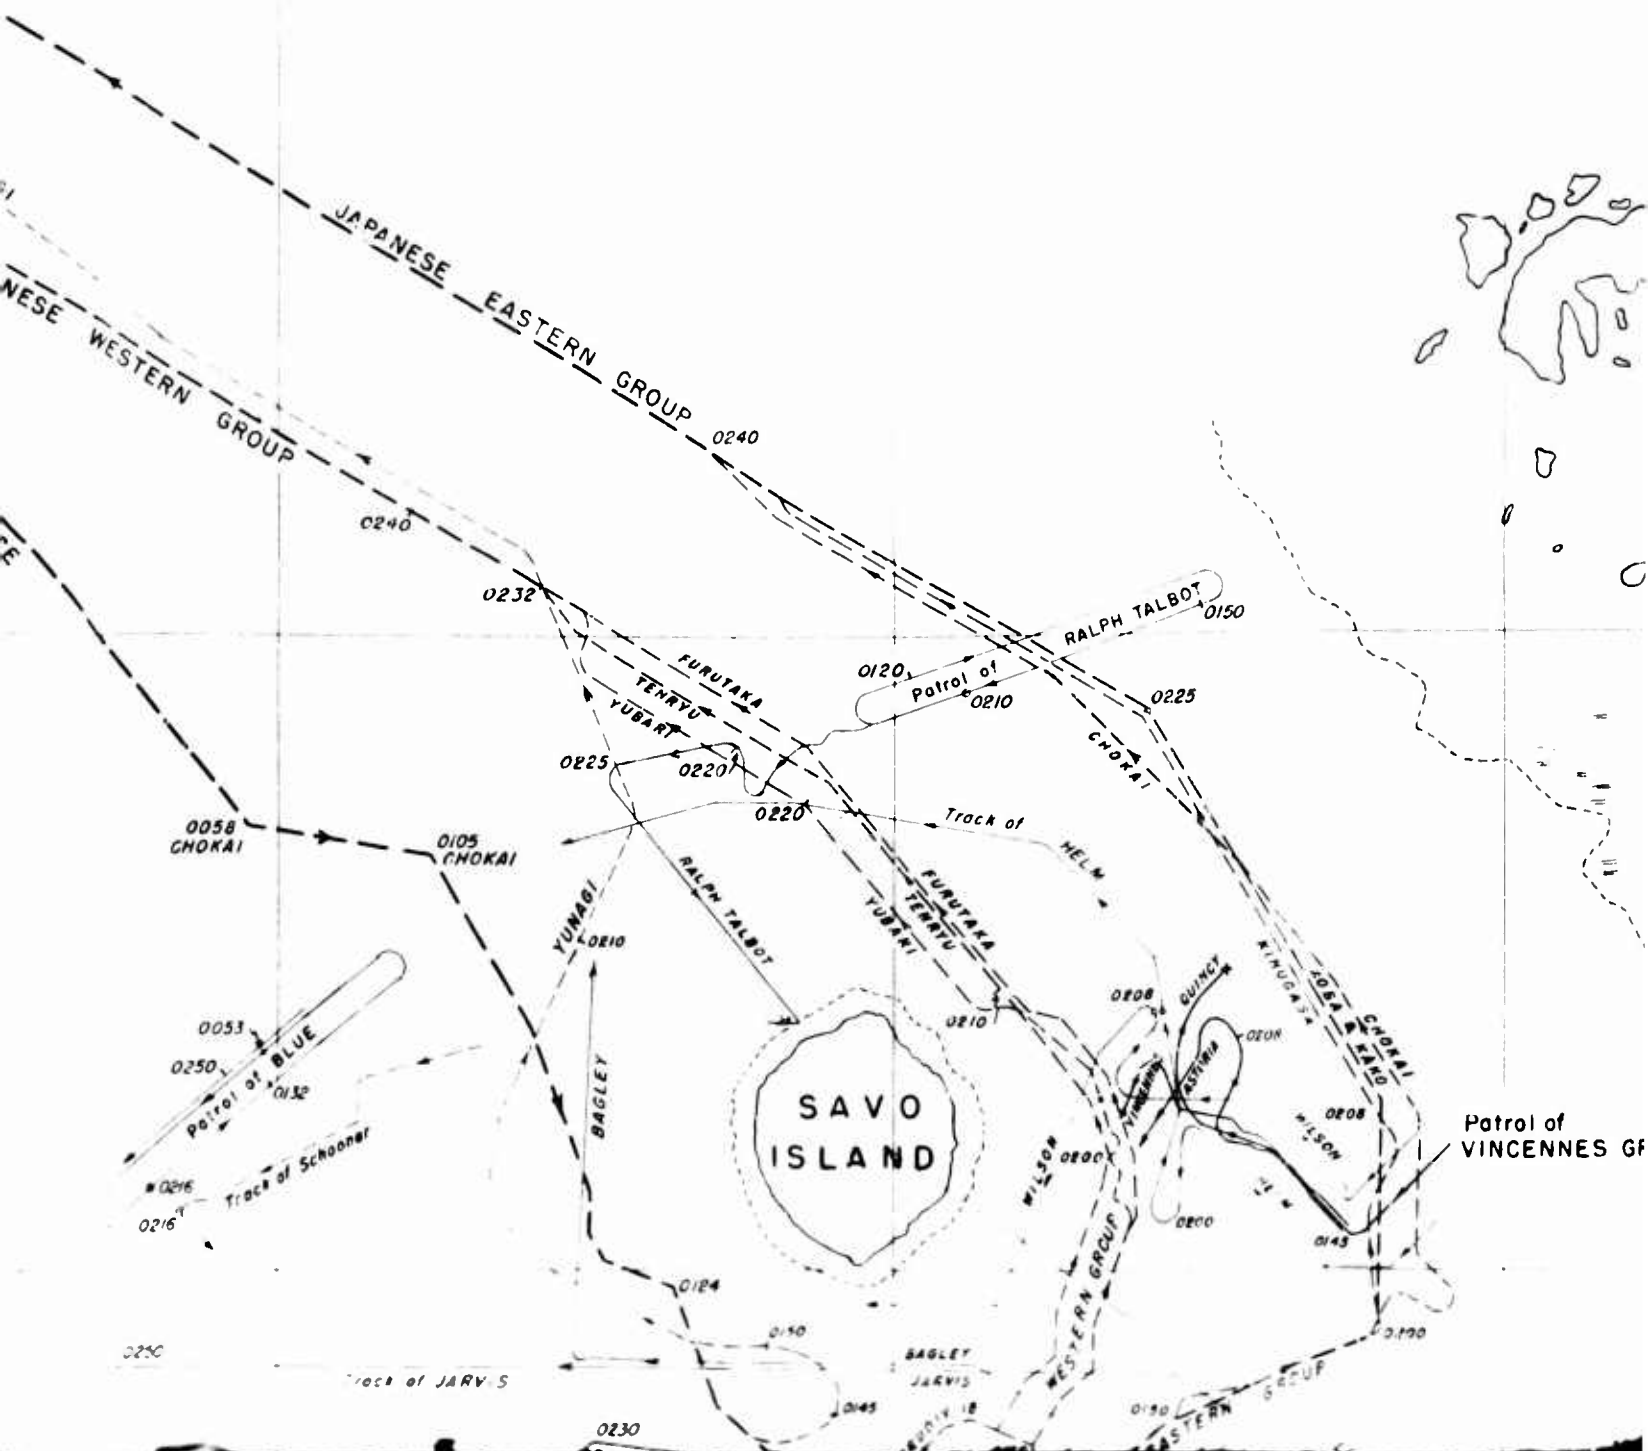 JAPANESE EASTERN GROUP
NESE WESTERN GROUP
0240
0240
0232
RALPH TALBOT
0150
0120
Patrol of
0210
FURUTAKA
TENRYU
YUBARI
0225
CHOKAI
0225
0220
0220
Track of
HELM
0058
CHOKAI
0105
CHOKAI
RALPH TALBOT
FURUTAKA
TENRYU
YUBARI
YUNAGI
0210
KINUGASA
AOBA & KAKO
CHOKAI
QUINCY
0208
0210
0208
ASTORIA
VINCENNES
0053
0250
Patrol of BLUE
0132
BAGLEY
SAVO
ISLAND
0208
WILSON
Patrol of
VINCENNES GR
Track of Schooner
0216
0216
WILSON
0200
0200
HELM
0145
WESTERN GROUP
0124
0150
0200
0250
Track of JARVIS
BAGLEY
JARVIS
0145
0150
EASTERN GROUP
0230